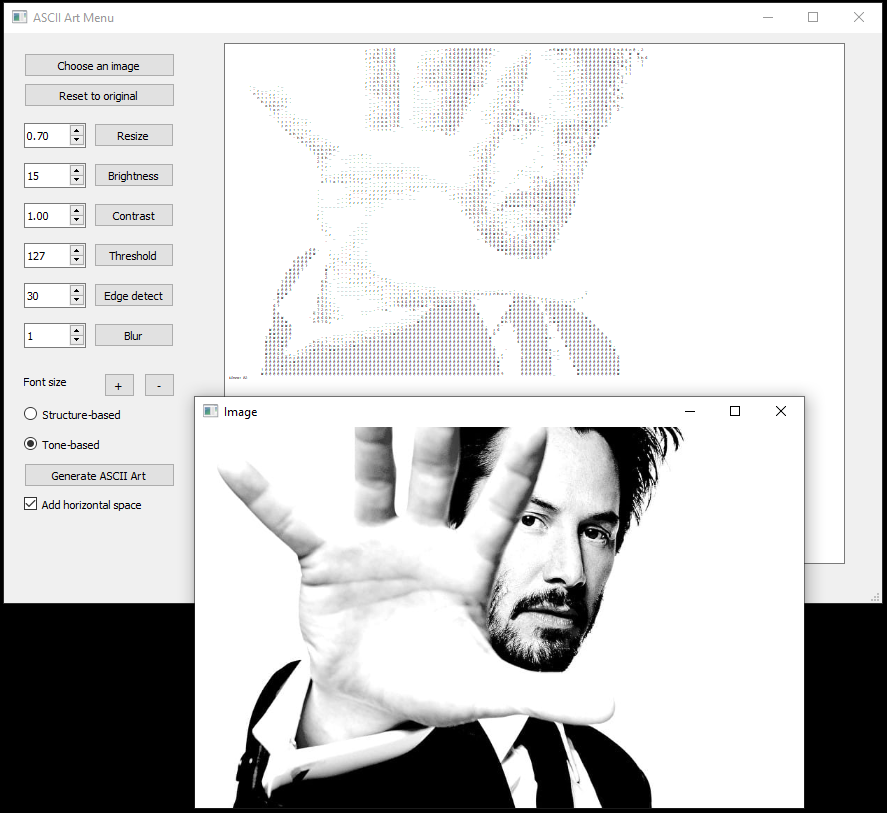 ASCII Art Menu
Choose an image
Reset to original
0.70 Resize
15 Brightness
1.00 Contrast
127 Threshold
30 Edge detect
1 Blur
Font size + -
Structure-based
Tone-based
Generate ASCII Art
Add horizontal space
Image